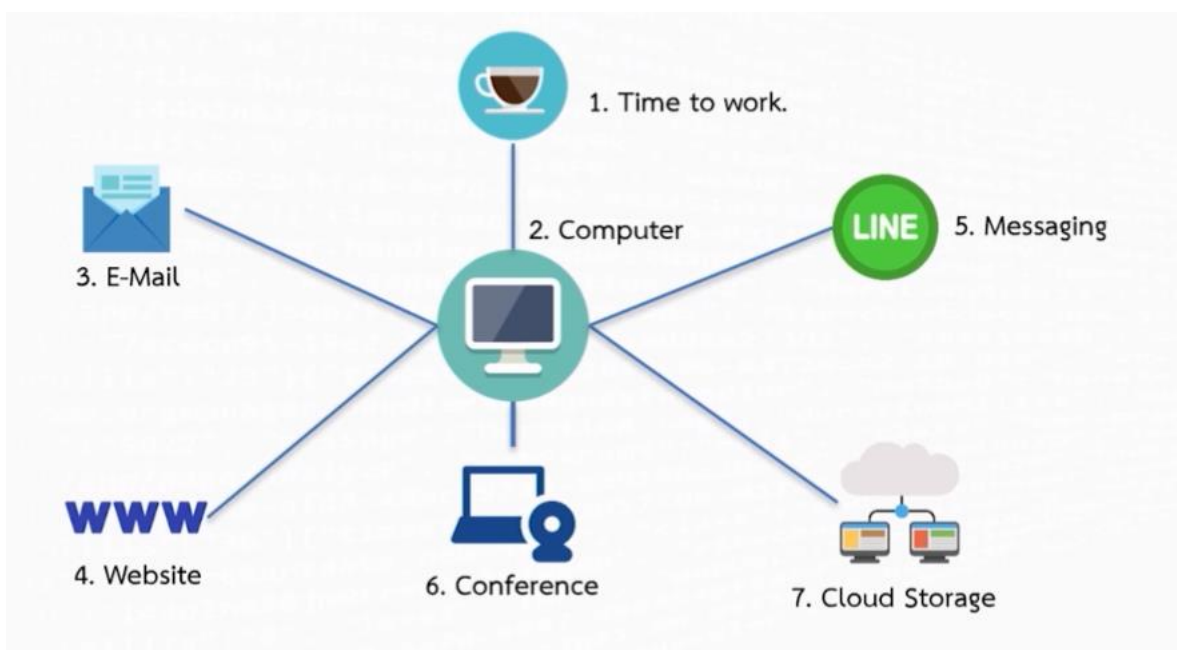 1. Time to work.
2. Computer
3. E-Mail
LINE
5. Messaging
WWW
4. Website
6. Conference
7. Cloud Storage